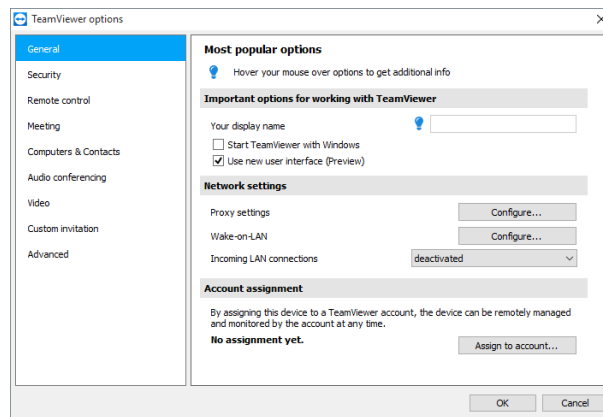 TeamViewer options
General
Security
Remote control
Meeting
Computers & Contacts
Audio conferencing
Video
Custom invitation
Advanced
Most popular options
Hover your mouse over options to get additional info
Important options for working with TeamViewer
Your display name
Start TeamViewer with Windows
Use new user interface (Preview)
Network settings
Proxy settings
Configure...
Wake-on-LAN
Configure...
Incoming LAN connections
deactivated
Account assignment
By assigning this device to a TeamViewer account, the device can be remotely managed
and monitored by the account at any time.
No assignment yet.
Assign to account...
OK
Cancel